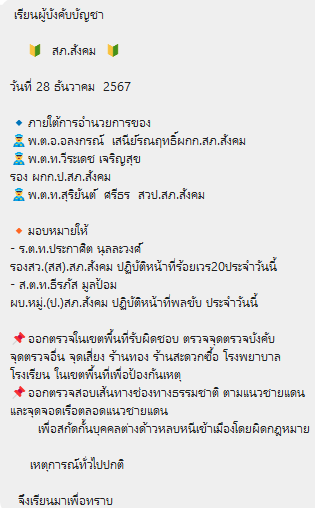 เรียนผู้บังคับบัญชา
🔰 สภ.สังคม 🔰
วันที่ 28 ธันวาคม 2567
🔹ภายใต้การอำนวยการของ
👮พ.ต.อ.อลงกรณ์ เสนีย์รณฤทธิ์ผกก.สภ.สังคม
👮พ.ต.ท.วีระเดช เจริญสุข
รอง ผกก.ป.สภ.สังคม
👮พ.ต.ท.สุริยันต์ ศรีธร สวป.สภ.สังคม
🔸มอบหมายให้
- ร.ต.ท.ประกาศิต นุลละวงศ์
รองสว.(สส).สภ.สังคม ปฏิบัติหน้าที่ร้อยเวร20ประจำวันนี้
- ส.ต.ท.ธีรภัส มูลป้อม
ผบ.หมู่.(ป.)สภ.สังคม ปฏิบัติหน้าที่พลขับ ประจำวันนี้
📌ออกตรวจในเขตพื้นที่รับผิดชอบ ตรวจจุดตรวจบังคับ
จุดตรวจอื่น จุดเสี่ยง ร้านทอง ร้านสะดวกซื้อ โรงพยาบาล
โรงเรียน ในเขตพื้นที่เพื่อป้องกันเหตุ
📌ออกตรวจสอบเส้นทางช่องทางธรรมชาติ ตามแนวชายแดน
และจุดจอดเรือตลอดแนวชายแดน
เพื่อสกัดกั้นบุคคลต่างด้าวหลบหนีเข้าเมืองโดยผิดกฎหมาย
เหตุการณ์ทั่วไปปกติ
จึงเรียนมาเพื่อทราบ